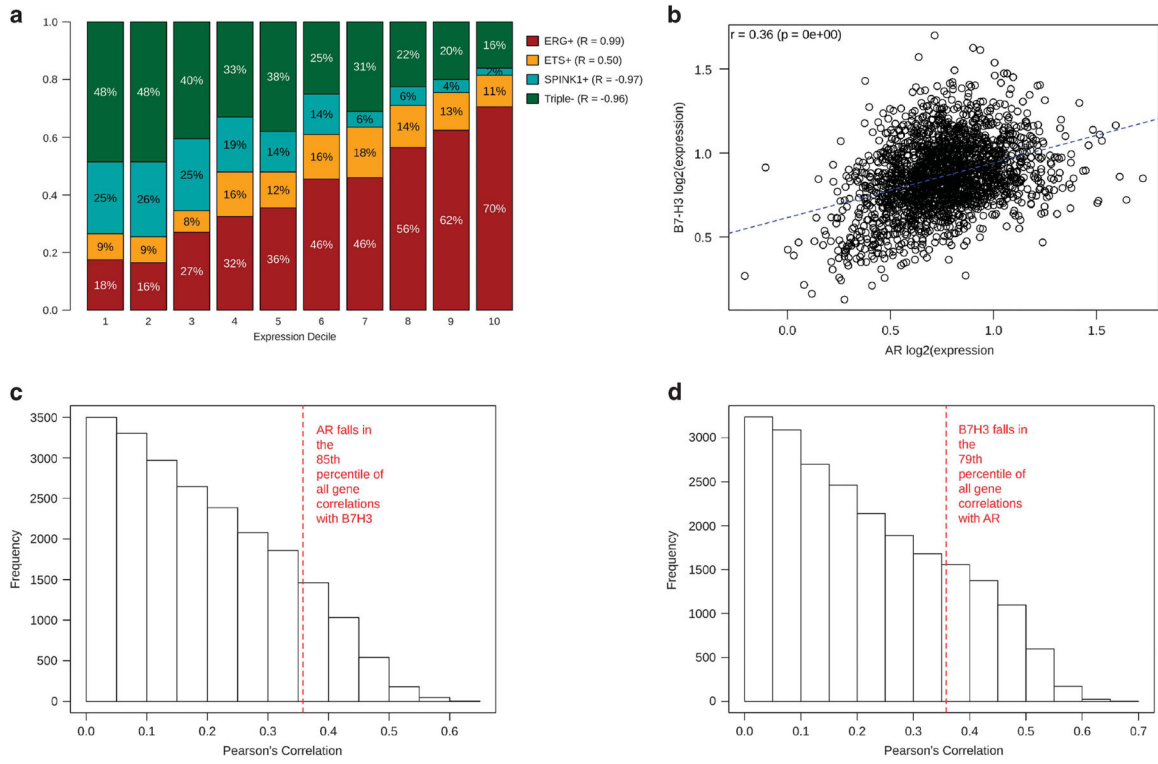 a
1.0
0.8
0.6
0.4
0.2
0.0
48% 48% 40% 33% 38% 25% 31% 22% 20% 16%
25% 26% 25% 19% 14% 14% 6% 6% 4% 2%
9% 9% 8% 16% 12% 16% 18% 14% 13% 11%
18% 16% 27% 32% 36% 46% 46% 56% 62% 70%
1 2 3 4 5 6 7 8 9 10
Expression Decile
ERG+ (R = 0.99)
ETS+ (R = 0.50)
SPINK1+ (R = -0.97)
Triple- (R = -0.96)
b
r = 0.36 (p = 0e+00)
B7-H3 log2(expression)
1.5
1.0
0.5
0.0 0.5 1.0 1.5
AR log2(expression
c
Frequency
3500
3000
2500
2000
1500
1000
500
0
AR falls in
the
85th
percentile of
all gene
correlations
with B7H3
0.0 0.1 0.2 0.3 0.4 0.5 0.6
Pearson's Correlation
d
Frequency
3000
2500
2000
1500
1000
500
0
B7H3 falls in
the
79th
percentile of
all gene
correlations
with AR
0.0 0.1 0.2 0.3 0.4 0.5 0.6 0.7
Pearson's Correlation